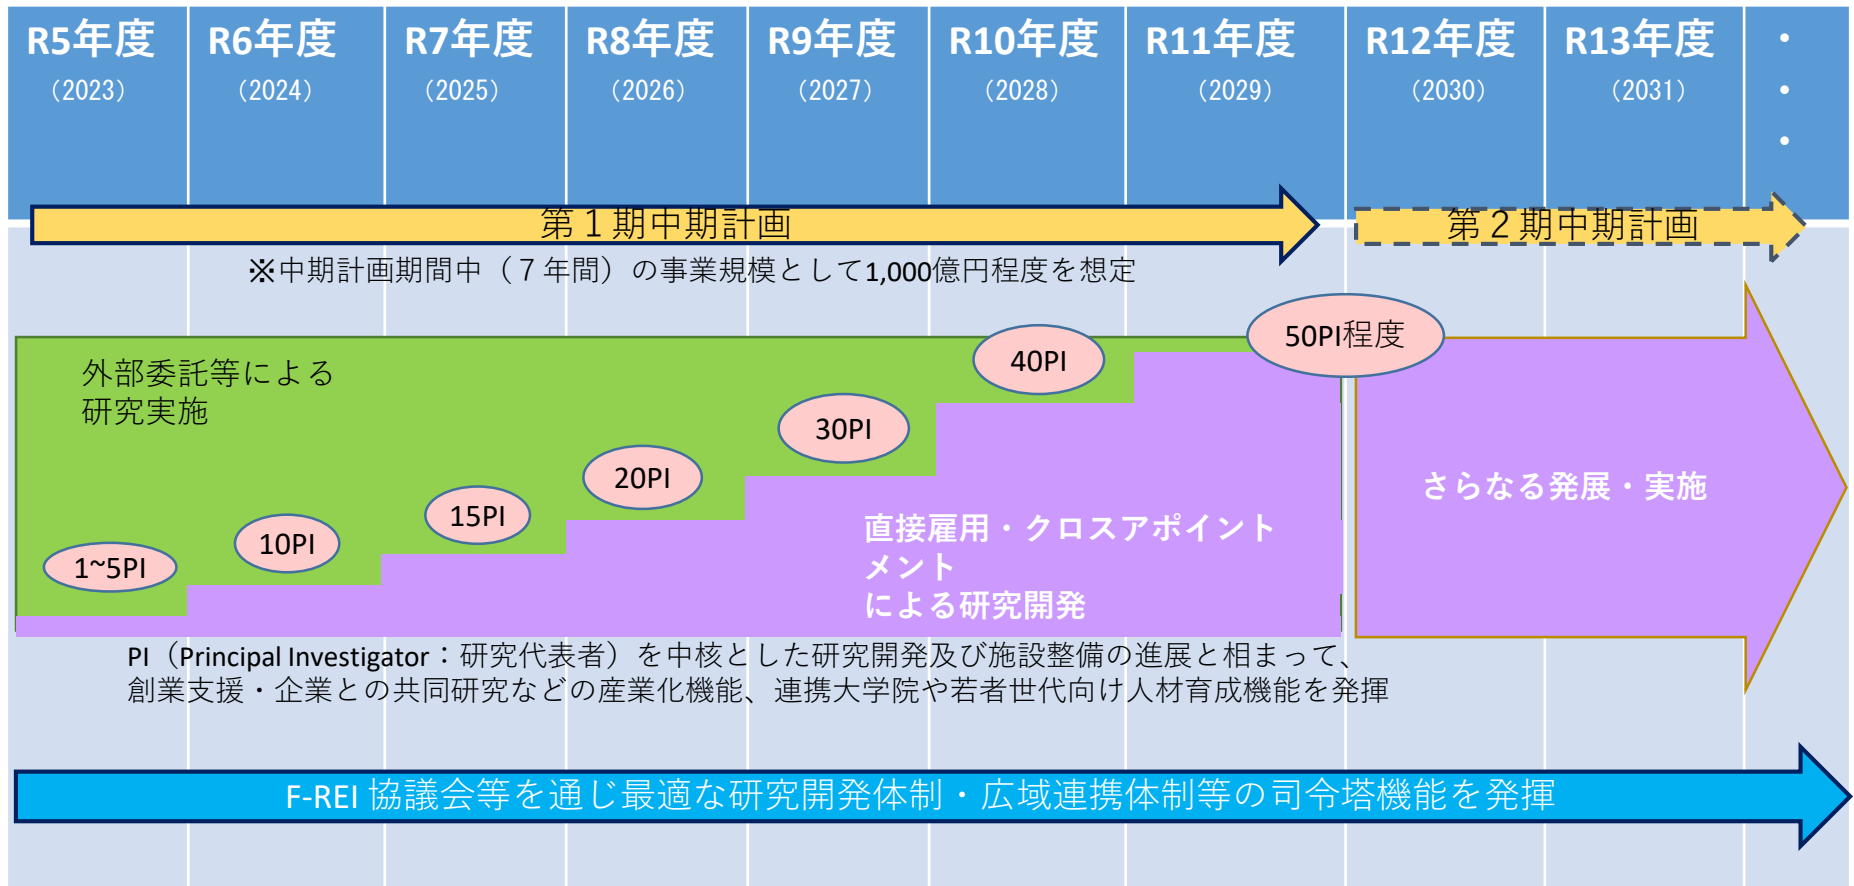 R5年度 R6年度 R7年度 R8年度 R9年度 R10年度 R11年度 R12年度 R13年度 ・
（2023） （2024） （2025） （2026） （2027） （2028） （2029） （2030） （2031） ・
・
第１期中期計画 第２期中期計画
※中期計画期間中（７年間）の事業規模として1,000億円程度を想定
外部委託等による
研究実施
1~5PI
10PI
15PI
20PI
30PI
40PI
50PI程度
直接雇用・クロスアポイント
メント
による研究開発
さらなる発展・実施
PI（Principal Investigator：研究代表者）を中核とした研究開発及び施設整備の進展と相まって、
創業支援・企業との共同研究などの産業化機能、連携大学院や若者世代向け人材育成機能を発揮
F-REI 協議会等を通じ最適な研究開発体制・広域連携体制等の司令塔機能を発揮